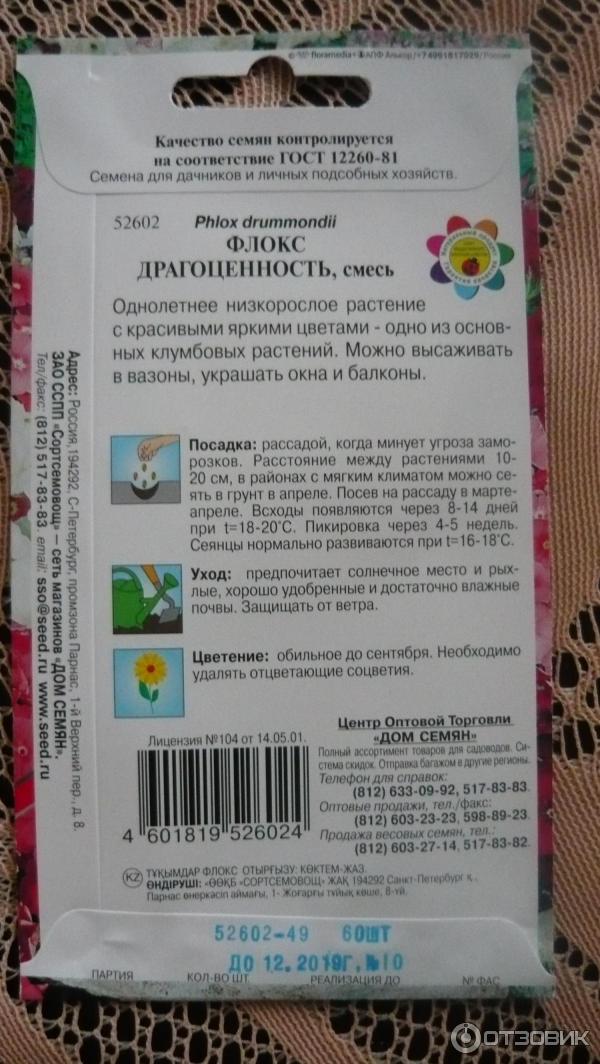 floramedia
АПФ Алькор/+74991817029/Россия
Качество семян контролируется
на соответствие ГОСТ 12260-81
Семена для дачников и личных подсобных хозяйств.
52602 Phlox drummondii
ФЛОКС
ДРАГОЦЕННОСТЬ, смесь
Однолетнее низкорослое растение
с красивыми яркими цветами - одно из основ-
ных клумбовых растений. Можно высаживать
в вазоны, украшать окна и балконы.
Посадка: рассадой, когда минует угроза замо-
розков. Расстояние между растениями 10-
20 см, в районах с мягким климатом можно се-
ять в грунт в апреле. Посев на рассаду в марте-
апреле. Всходы появляются через 8-14 дней
при t=18-20°С. Пикировка через 4-5 недель.
Сеянцы нормально развиваются при t=16-18°С.
Уход: предпочитает солнечное место и рых-
лые, хорошо удобренные и достаточно влажные
почвы. Защищать от ветра.
Цветение: обильное до сентября. Необходимо
удалять отцветающие соцветия.
Адрес: Россия,194292, С-Петербург, промзона Парнас, 1-й Верхний пер., д. 8.
ЗАО ССПП «Сортсемовощ» — сеть магазинов «ДОМ СЕМЯН».
Тел/факс: (812) 517-83-83. email: sso@seed.ru www.seed.ru
Лицензия №104 от 14.05.01.
4 601819 526024
Центр Оптовой Торговли
«ДОМ СЕМЯН»
Полный ассортимент товаров для садоводов. Си-
стема скидок. Отправка багажом в другие регионы.
Телефон для справок:
(812) 633-09-92, 517-83-83.
Оптовые продажи, тел./факс:
(812) 603-23-23, 598-89-23.
Продажа весовых семян, тел.:
(812) 603-27-14, 517-83-82.
KZ ТҰҚЫМДАР ФЛОКС ОТЫРҒЫЗУ: КӨКТЕМ-ЖАЗ.
ӨНДІРУШІ: «ӨӨҚБ «СОРТСЕМОВОЩ» ЖАҚ 194292 Санкт-Петербург қ.,
Парнас өнеркәсіп аймағы, 1- Жоғарғы тұйық көше, 8-үй.
52602-49 60ШТ
ДО 12.2019г,№10
ПАРТИЯ КОЛ-ВО ШТ. РЕАЛИЗАЦИЯ ДО № ФАС
ОТЗОВИК